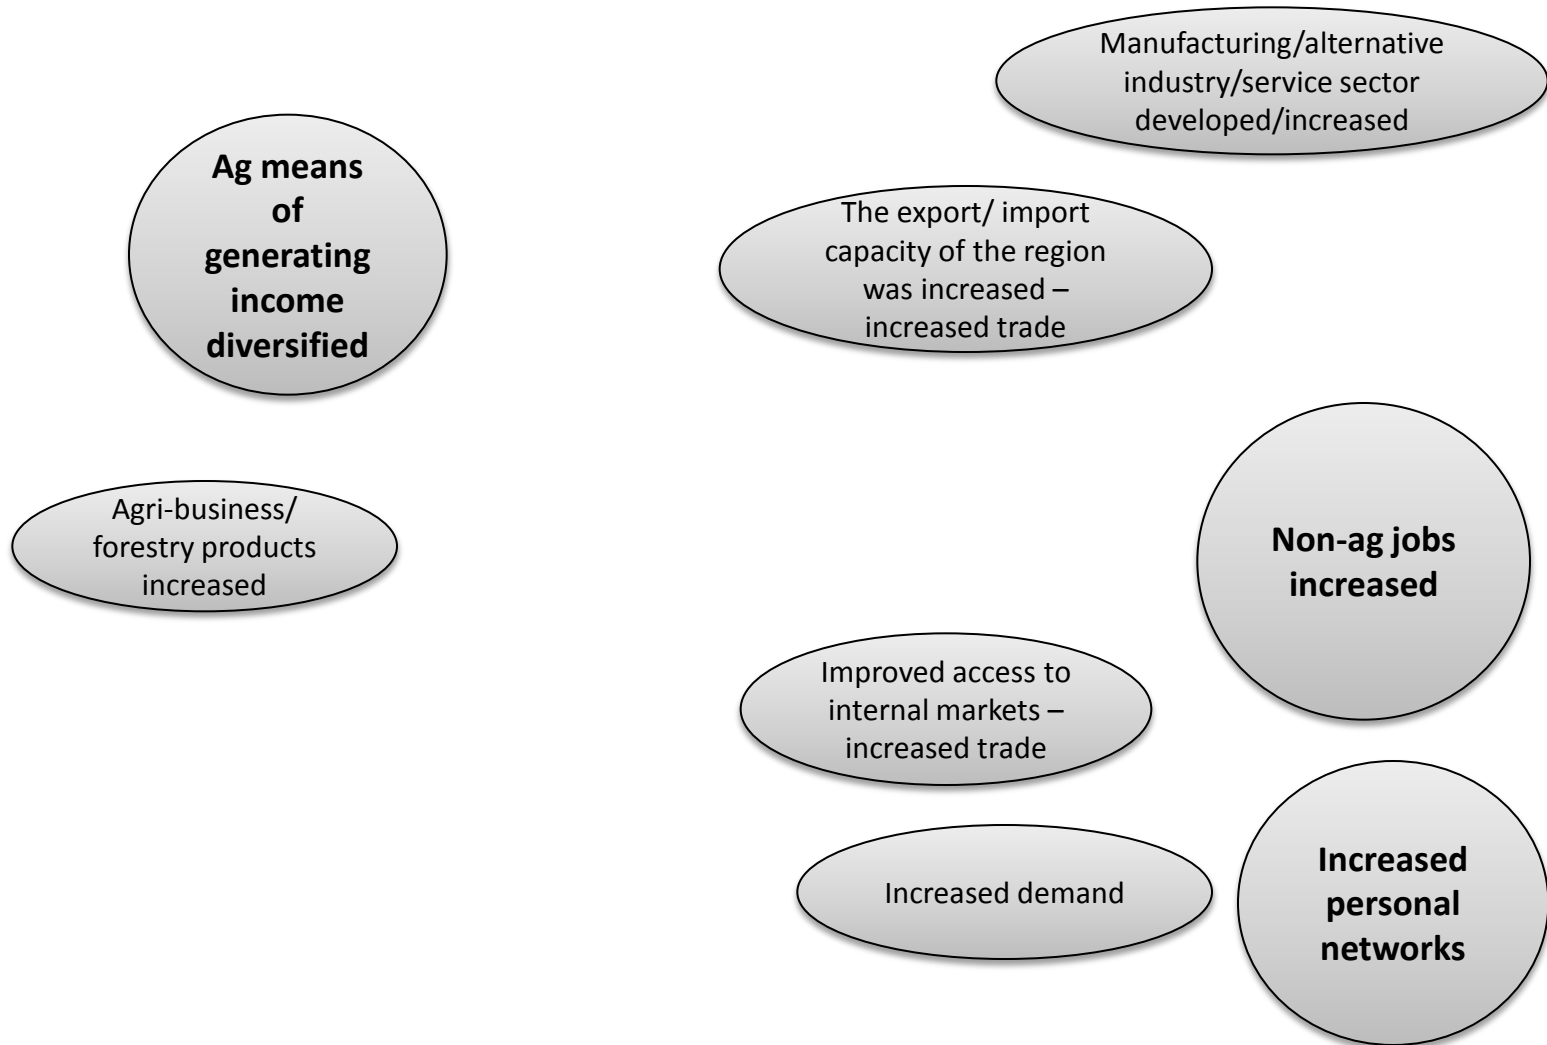 Manufacturing/alternative
industry/service sector
developed/increased
Ag means
of
generating
income
diversified
The export/ import
capacity of the region
was increased –
increased trade
Agri-business/
forestry products
increased
Non-ag jobs
increased
Improved access to
internal markets –
increased trade
Increased demand
Increased
personal
networks